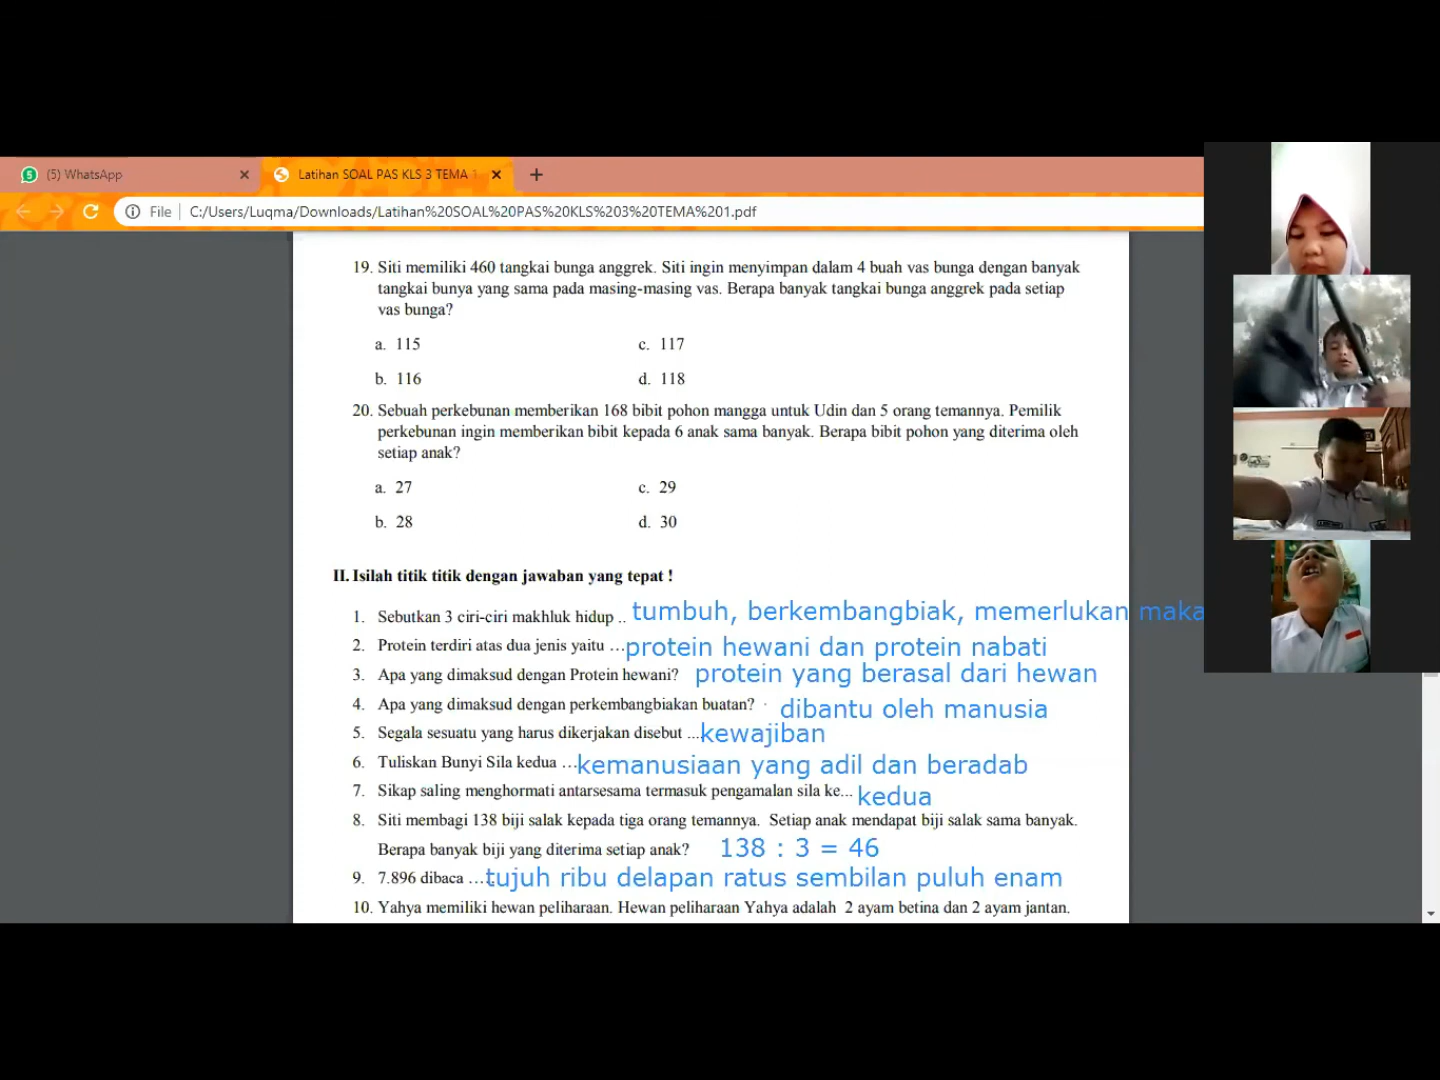 (5) WhatsApp
Latihan SOAL PAS KLS 3 TEMA 1
File
C:/Users/Luqma/Downloads/Latihan%20SOAL%20PAS%20KLS%203%20TEMA%201.pdf
19. Siti memiliki 460 tangkai bunga anggrek. Siti ingin menyimpan dalam 4 buah vas bunga dengan banyak
tangkai bunya yang sama pada masing-masing vas. Berapa banyak tangkai bunga anggrek pada setiap
vas bunga?
a. 115 c. 117
b. 116 d. 118
20. Sebuah perkebunan memberikan 168 bibit pohon mangga untuk Udin dan 5 orang temannya. Pemilik
perkebunan ingin memberikan bibit kepada 6 anak sama banyak. Berapa bibit pohon yang diterima oleh
setiap anak?
a. 27 c. 29
b. 28 d. 30
II. Isilah titik titik dengan jawaban yang tepat !
1. Sebutkan 3 ciri-ciri makhluk hidup .. tumbuh, berkembangbiak, memerlukan maka
2. Protein terdiri atas dua jenis yaitu ... protein hewani dan protein nabati
3. Apa yang dimaksud dengan Protein hewani? protein yang berasal dari hewan
4. Apa yang dimaksud dengan perkembangbiakan buatan? dibantu oleh manusia
5. Segala sesuatu yang harus dikerjakan disebut ... kewajiban
6. Tuliskan Bunyi Sila kedua ... kemanusiaan yang adil dan beradab
7. Sikap saling menghormati antarsesama termasuk pengamalan sila ke... kedua
8. Siti membagi 138 biji salak kepada tiga orang temannya. Setiap anak mendapat biji salak sama banyak.
Berapa banyak biji yang diterima setiap anak? 138 : 3 = 46
9. 7.896 dibaca .... tujuh ribu delapan ratus sembilan puluh enam
10. Yahya memiliki hewan peliharaan. Hewan peliharaan Yahya adalah 2 ayam betina dan 2 ayam jantan.